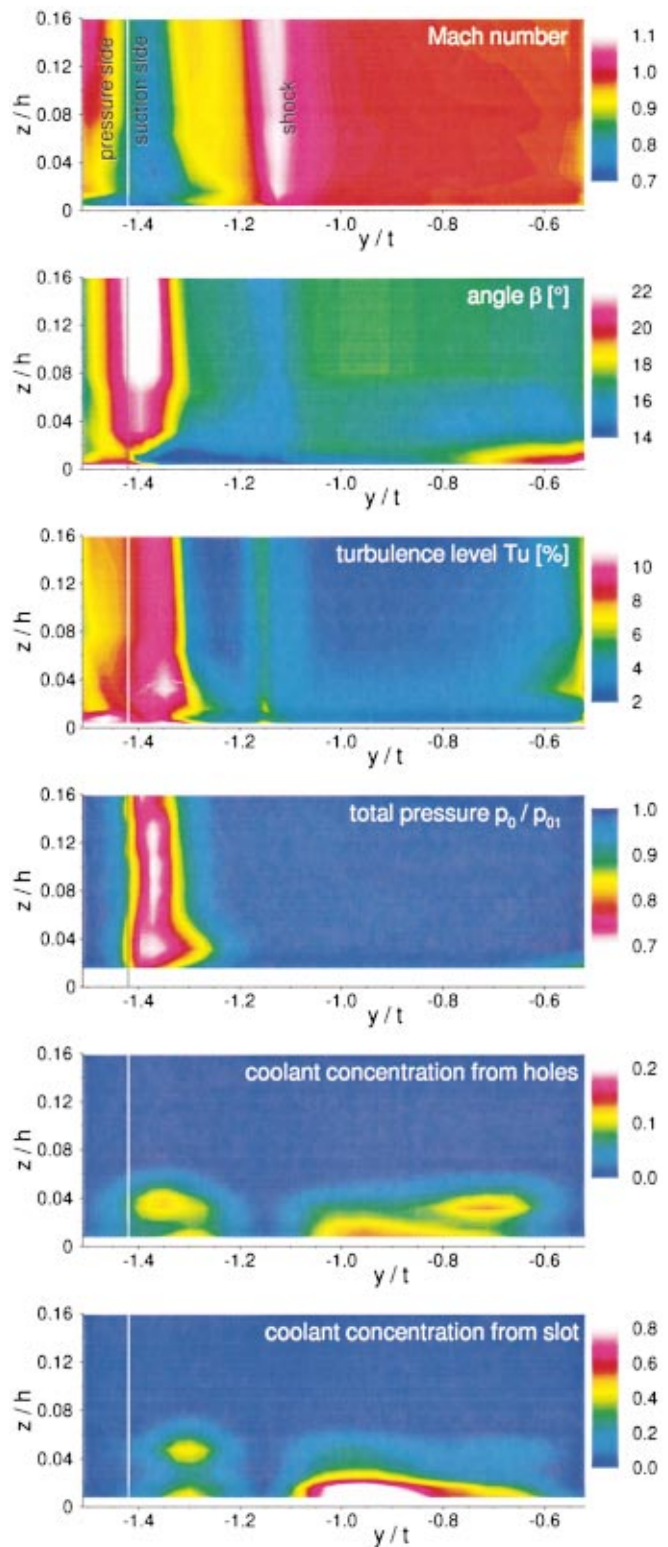 Mach number
pressure side
suction side
shock
z / h
0.16
0.12
0.08
0.04
0
-1.4 -1.2 -1.0 -0.8 -0.6
y / t
1.1
1.0
0.9
0.8
0.7
angle β [°]
z / h
0.16
0.12
0.08
0.04
0
-1.4 -1.2 -1.0 -0.8 -0.6
y / t
22
20
18
16
14
turbulence level Tu [%]
z / h
0.16
0.12
0.08
0.04
0
-1.4 -1.2 -1.0 -0.8 -0.6
y / t
10
8
6
4
2
total pressure p₀ / p₀₁
z / h
0.16
0.12
0.08
0.04
0
-1.4 -1.2 -1.0 -0.8 -0.6
y / t
1.0
0.9
0.8
0.7
coolant concentration from holes
z / h
0.16
0.12
0.08
0.04
0
-1.4 -1.2 -1.0 -0.8 -0.6
y / t
0.2
0.1
0.0
coolant concentration from slot
z / h
0.16
0.12
0.08
0.04
0
-1.4 -1.2 -1.0 -0.8 -0.6
y / t
0.8
0.6
0.4
0.2
0.0